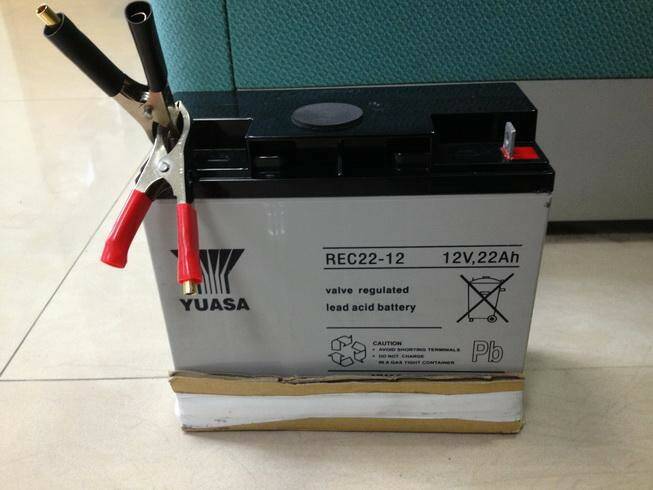 YUASA
REC22-12 12V,22Ah
valve regulated
lead acid battery
CAUTION
• AVOID SHORTING TERMINALS
• DO NOT CHARGE
IN A GAS TIGHT CONTAINER
Pb